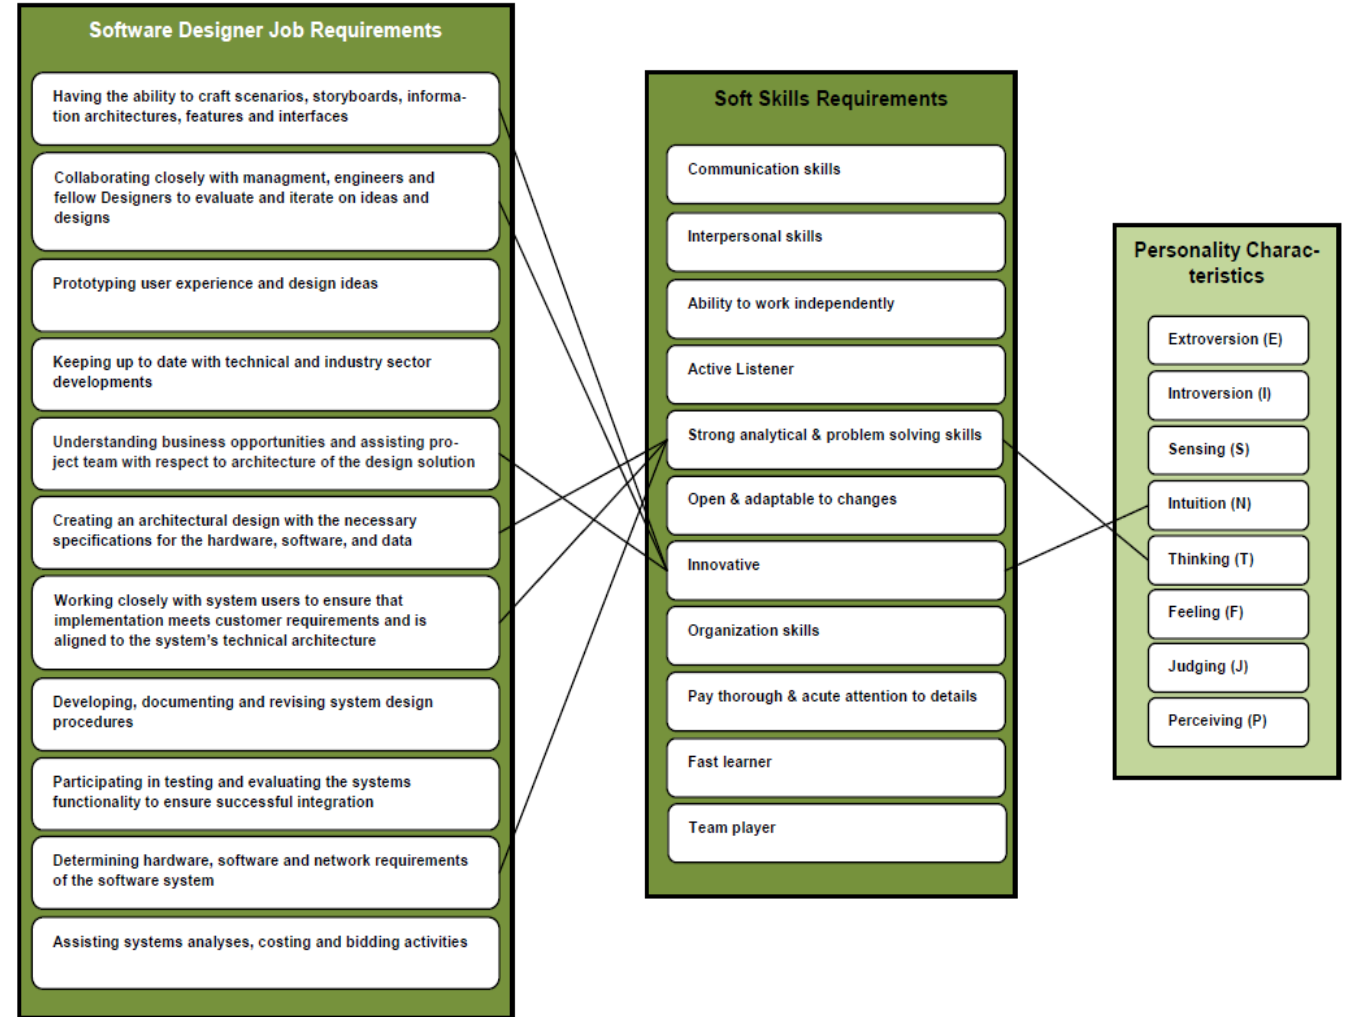 Software Designer Job Requirements
Having the ability to craft scenarios, storyboards, informa-
tion architectures, features and interfaces
Collaborating closely with managment, engineers and
fellow Designers to evaluate and iterate on ideas and
designs
Prototyping user experience and design ideas
Keeping up to date with technical and industry sector
developments
Understanding business opportunities and assisting pro-
ject team with respect to architecture of the design solution
Creating an architectural design with the necessary
specifications for the hardware, software, and data
Working closely with system users to ensure that
implementation meets customer requirements and is
aligned to the system's technical architecture
Developing, documenting and revising system design
procedures
Participating in testing and evaluating the systems
functionality to ensure successful integration
Determining hardware, software and network requirements
of the software system
Assisting systems analyses, costing and bidding activities
Soft Skills Requirements
Communication skills
Interpersonal skills
Ability to work independently
Active Listener
Strong analytical & problem solving skills
Open & adaptable to changes
Innovative
Organization skills
Pay thorough & acute attention to details
Fast learner
Team player
Personality Charac-
teristics
Extroversion (E)
Introversion (I)
Sensing (S)
Intuition (N)
Thinking (T)
Feeling (F)
Judging (J)
Perceiving (P)